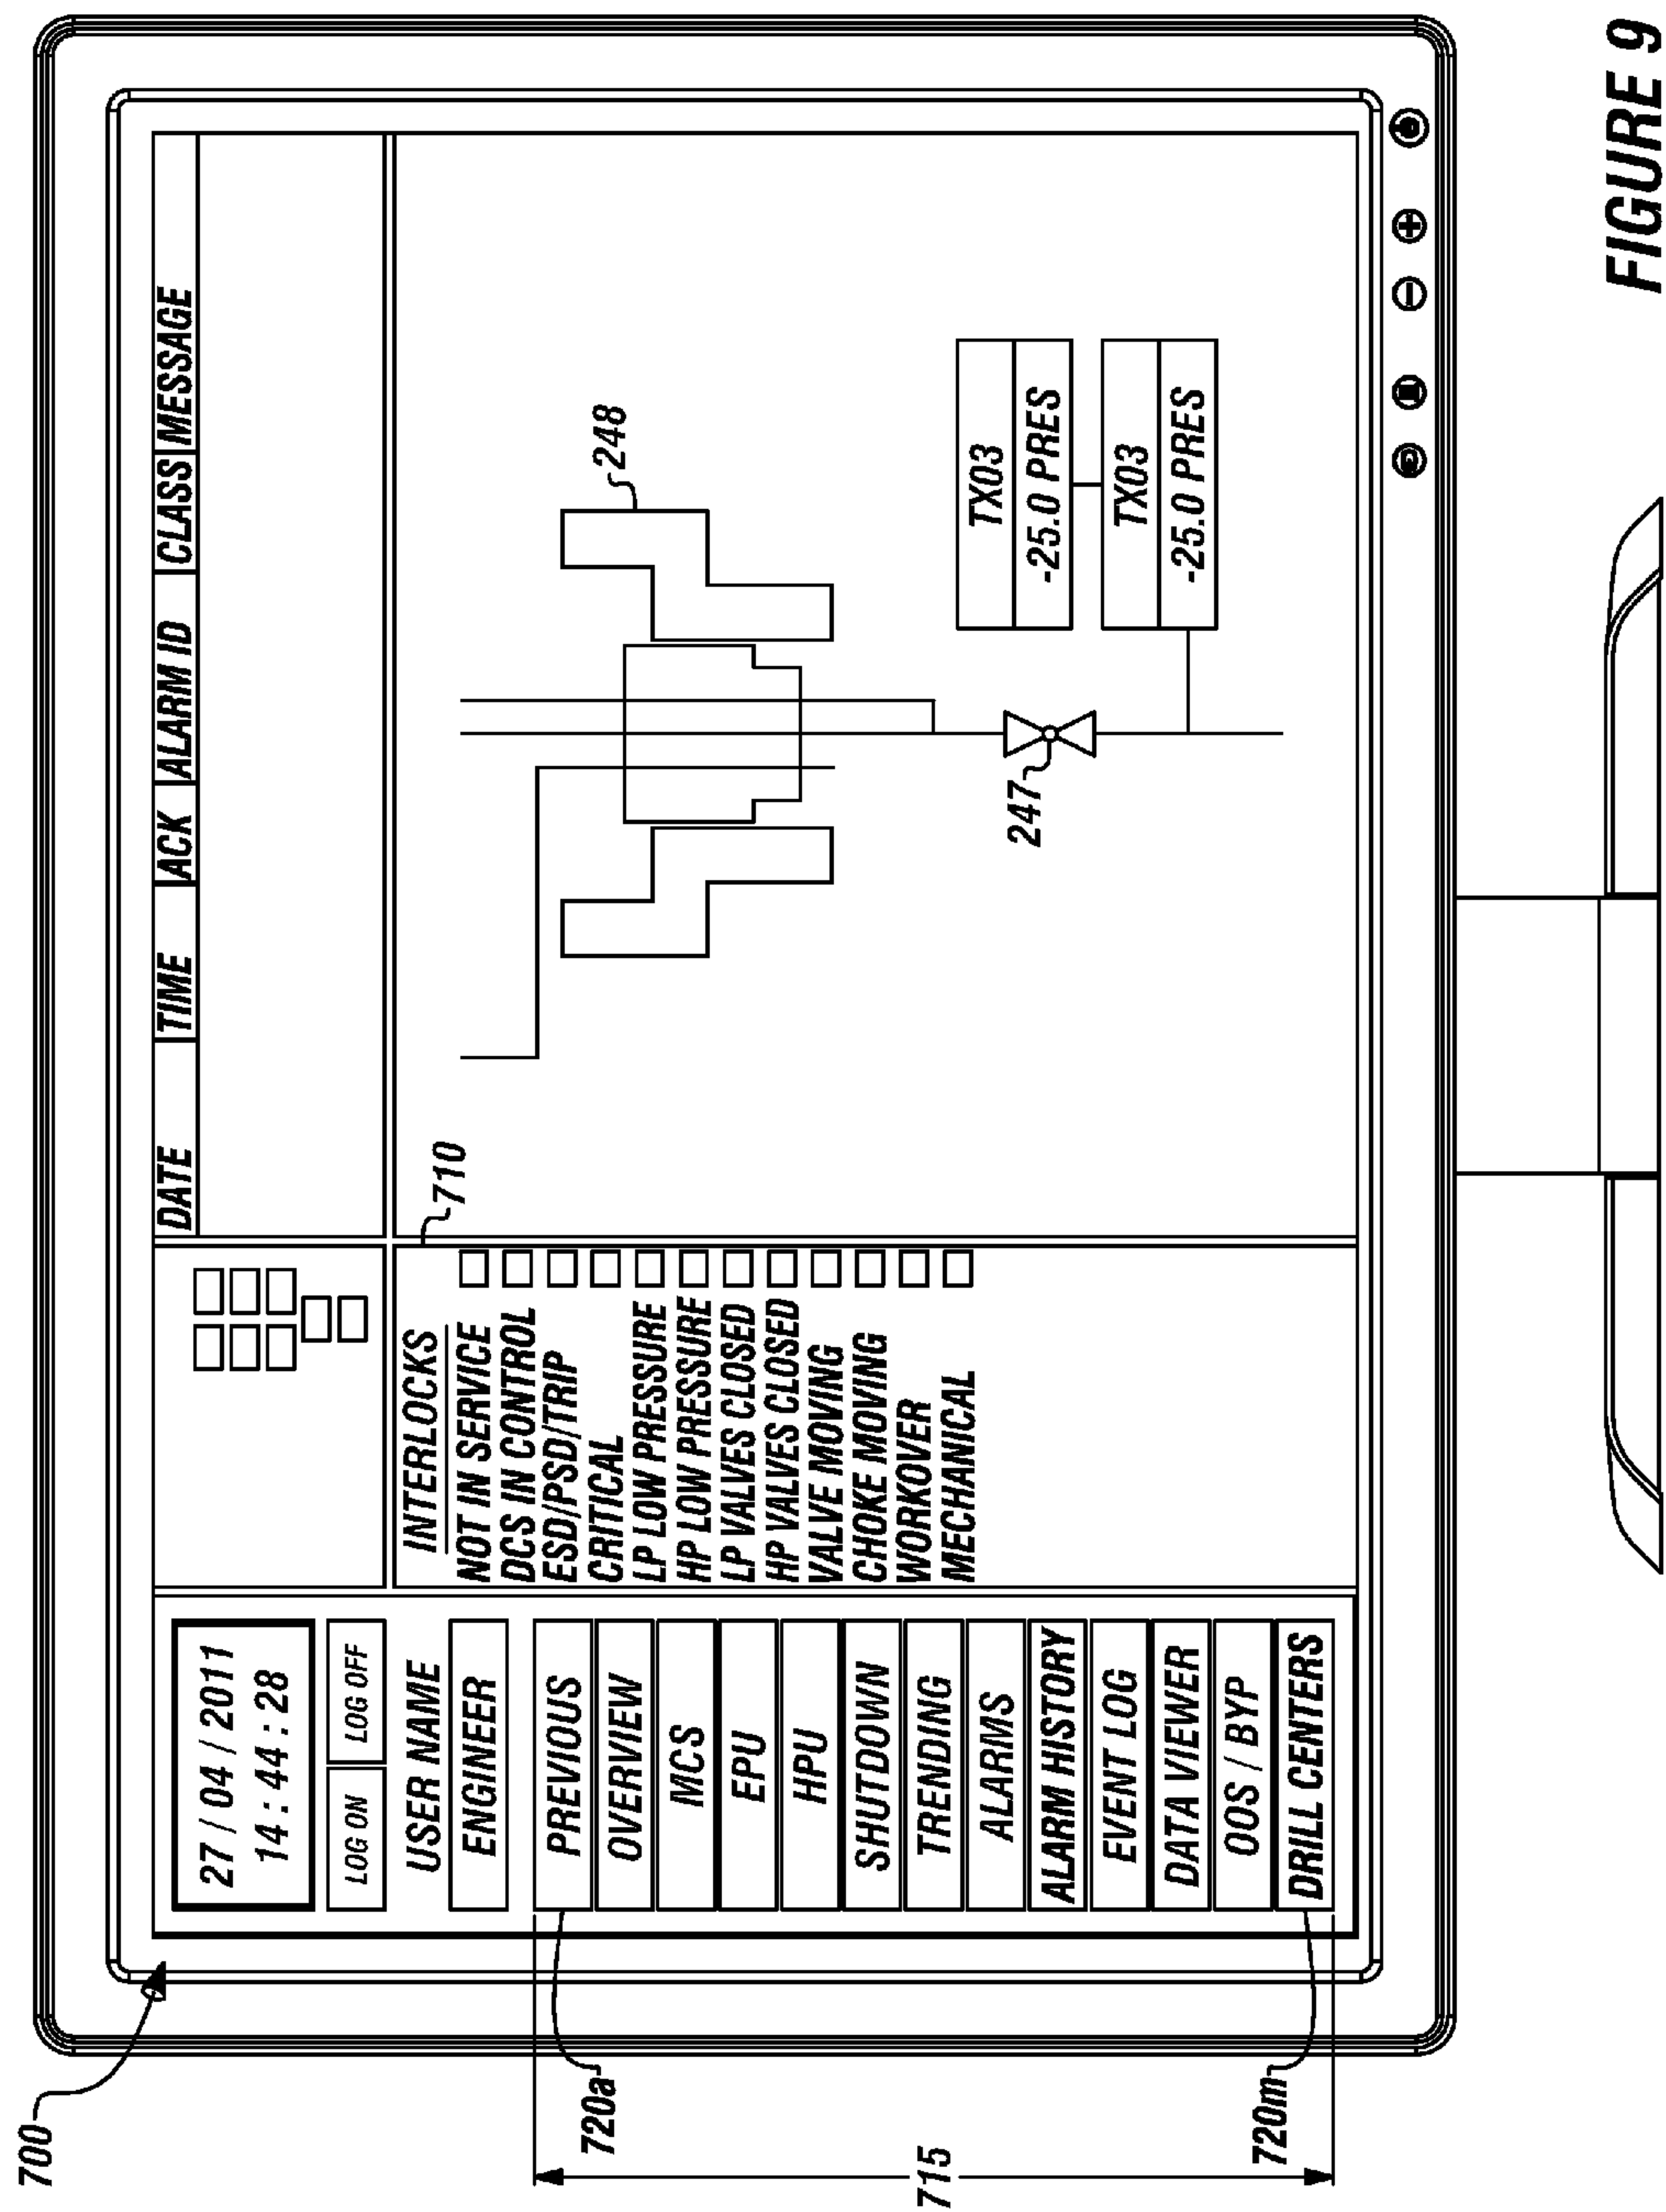 700
27 / 04 / 2011
14 : 44 : 28
LOG ON LOG OFF
USER NAME
ENGINEER
PREVIOUS
OVERVIEW
MCS
EPU
HPU
SHUTDOWN
TRENDING
ALARMS
ALARM HISTORY
EVENT LOG
DATA VIEWER
OOS / BYP
DRILL CENTERS
720a
715
720m
INTERLOCKS
NOT IN SERVICE
DCS IN CONTROL
ESD/PSD/TRIP
CRITICAL
LP LOW PRESSURE
HP LOW PRESSURE
LP VALVES CLOSED
HP VALVES CLOSED
VALVE MOVING
CHOKE MOVING
WORKOVER
MECHANICAL
710
DATE TIME ACK ALARM ID CLASS MESSAGE
248
247
TX03
-25.0 PRES
TX03
-25.0 PRES
FIGURE 9